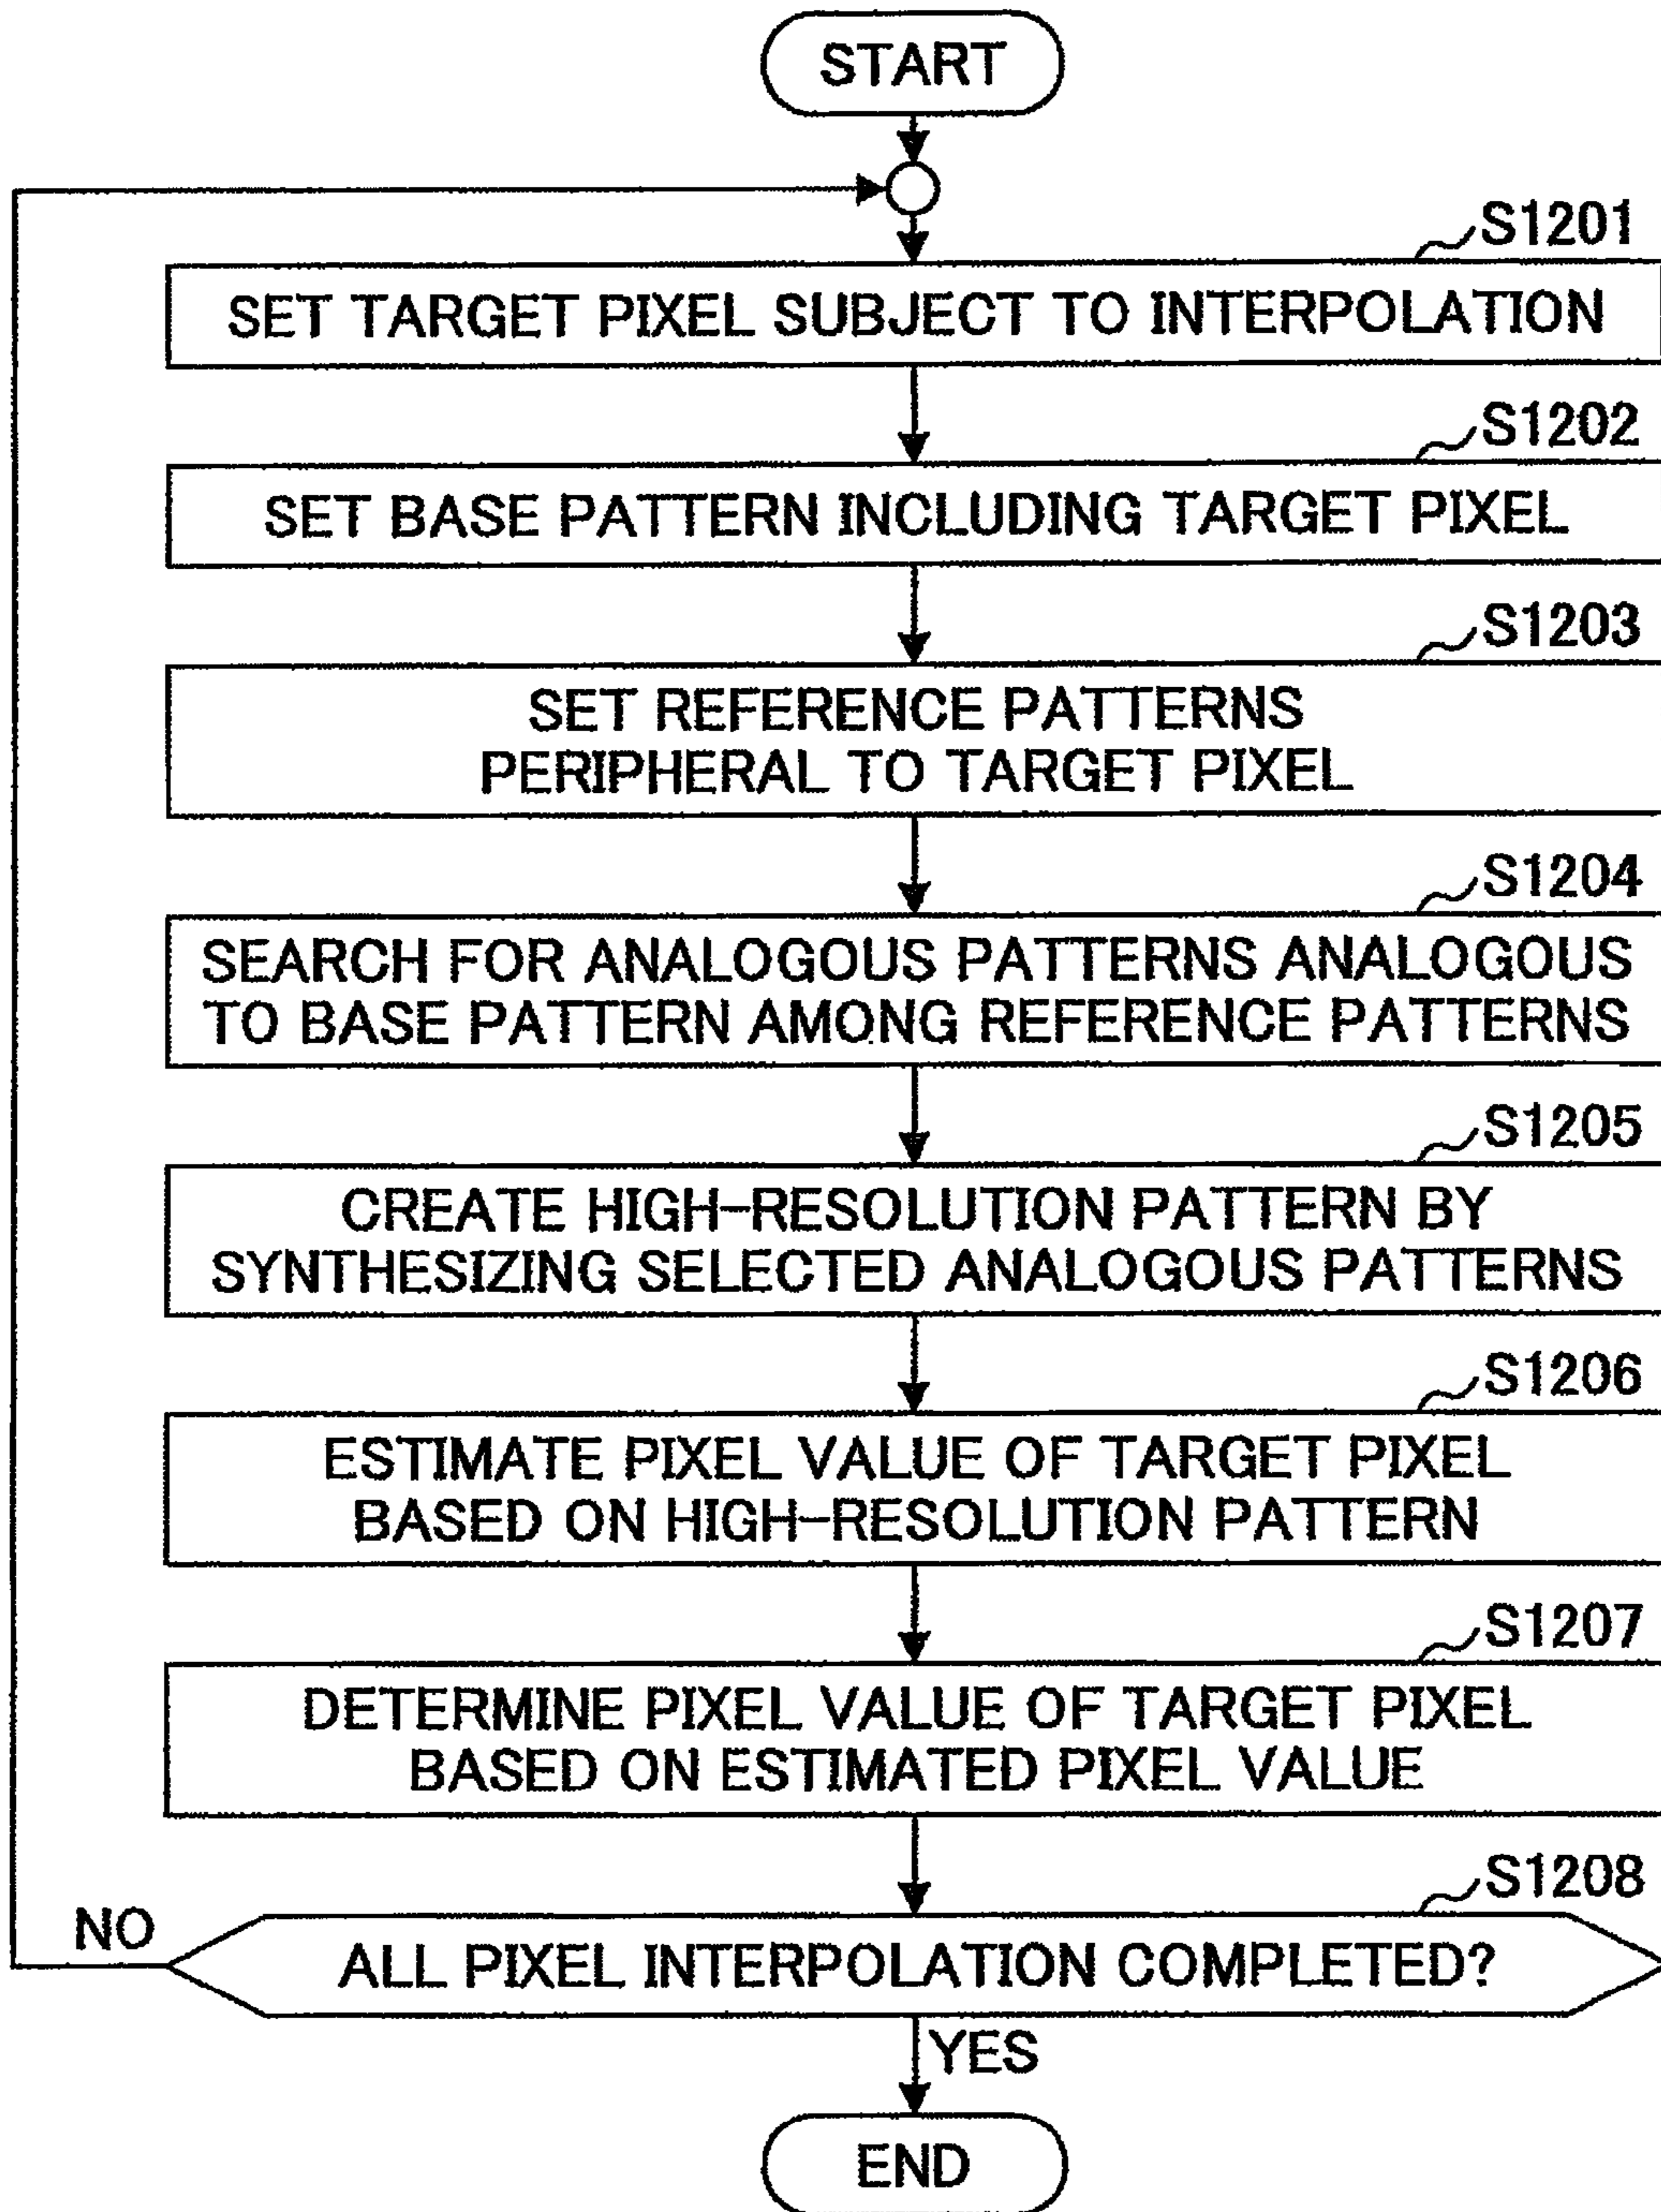 START
S1201
SET TARGET PIXEL SUBJECT TO INTERPOLATION
S1202
SET BASE PATTERN INCLUDING TARGET PIXEL
S1203
SET REFERENCE PATTERNS
PERIPHERAL TO TARGET PIXEL
S1204
SEARCH FOR ANALOGOUS PATTERNS ANALOGOUS
TO BASE PATTERN AMONG REFERENCE PATTERNS
S1205
CREATE HIGH-RESOLUTION PATTERN BY
SYNTHESIZING SELECTED ANALOGOUS PATTERNS
S1206
ESTIMATE PIXEL VALUE OF TARGET PIXEL
BASED ON HIGH-RESOLUTION PATTERN
S1207
DETERMINE PIXEL VALUE OF TARGET PIXEL
BASED ON ESTIMATED PIXEL VALUE
S1208
NO
ALL PIXEL INTERPOLATION COMPLETED?
YES
END